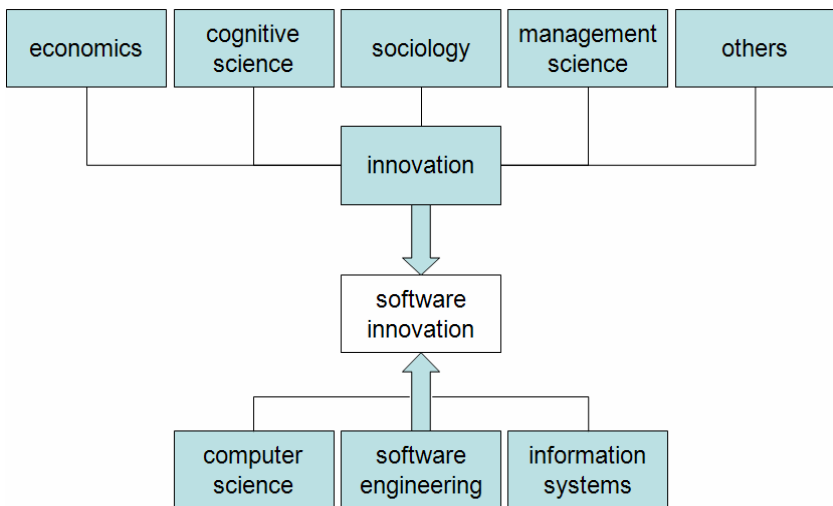 economics
cognitive
science
sociology
management
science
others
innovation
software
innovation
computer
science
software
engineering
information
systems